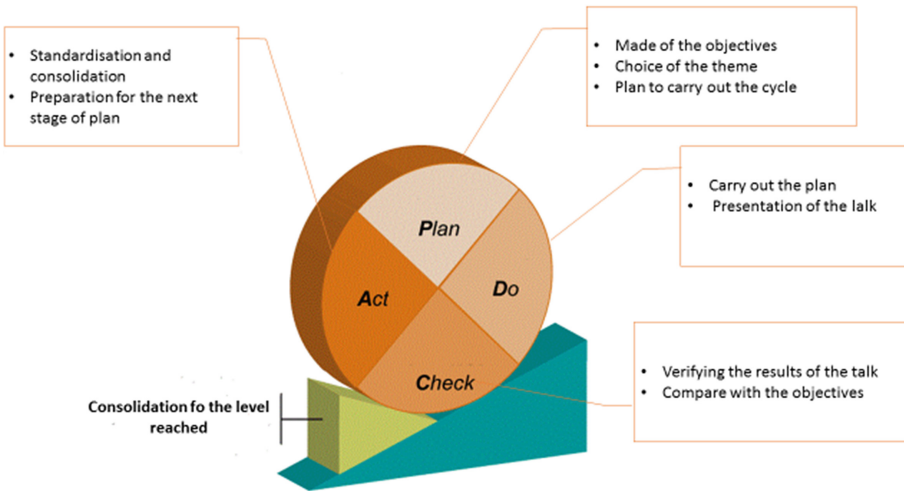 • Standardisation and
consolidation
• Preparation for the next
stage of plan
• Made of the objectives
• Choice of the theme
• Plan to carry out the cycle
• Carry out the plan
• Presentation of the lalk
Plan
Act
Do
Check
• Verifying the results of the talk
• Compare with the objectives
Consolidation fo the level
reached